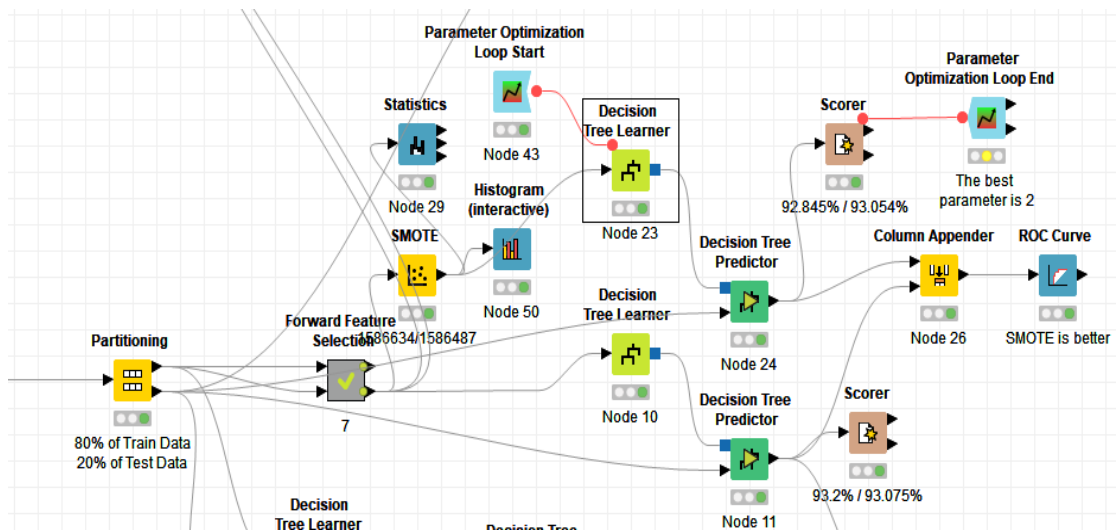 Parameter Optimization
Loop Start
Node 43
Statistics
Node 29
Decision
Tree Learner
Node 23
Scorer
92.845% / 93.054%
Parameter
Optimization Loop End
The best
parameter is 2
Histogram
(interactive)
Node 50
SMOTE
1586634/1586487
Decision Tree
Predictor
Node 24
Column Appender
Node 26
ROC Curve
SMOTE is better
Partitioning
80% of Train Data
20% of Test Data
Forward Feature
Selection
7
Decision
Tree Learner
Node 10
Decision Tree
Predictor
Node 11
Scorer
93.2% / 93.075%
Decision
Tree Learner
Decision Tree